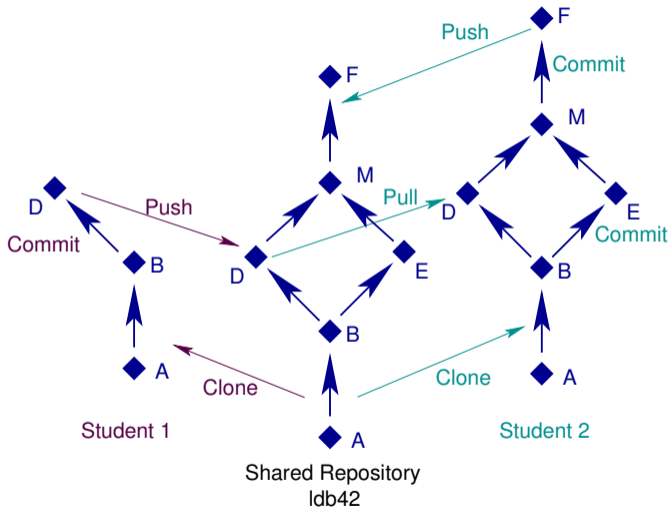 F
Push
Commit
F
M
M
D
Push
Pull
D
E
Commit
Commit
B
D
E
B
B
A
Clone
Clone
A
A
Student 1
Student 2
Shared Repository
ldb42